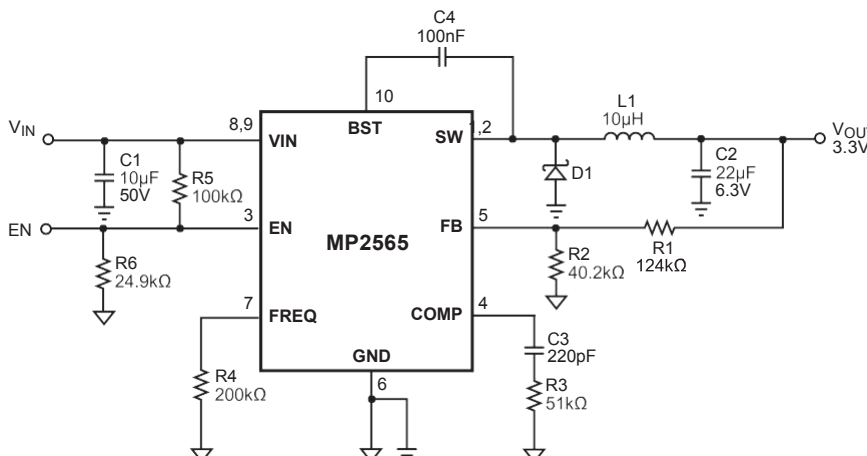 C4
100nF
10
L1
10µH
VIN
8,9
BST
SW
1,2
VOUT
3.3V
VIN
C1
10µF
50V
R5
100kΩ
D1
C2
22µF
6.3V
EN
3
EN
MP2565
FB
5
R1
124kΩ
R2
40.2kΩ
R6
24.9kΩ
7
FREQ
COMP
4
C3
220pF
GND
R4
200kΩ
6
R3
51kΩ